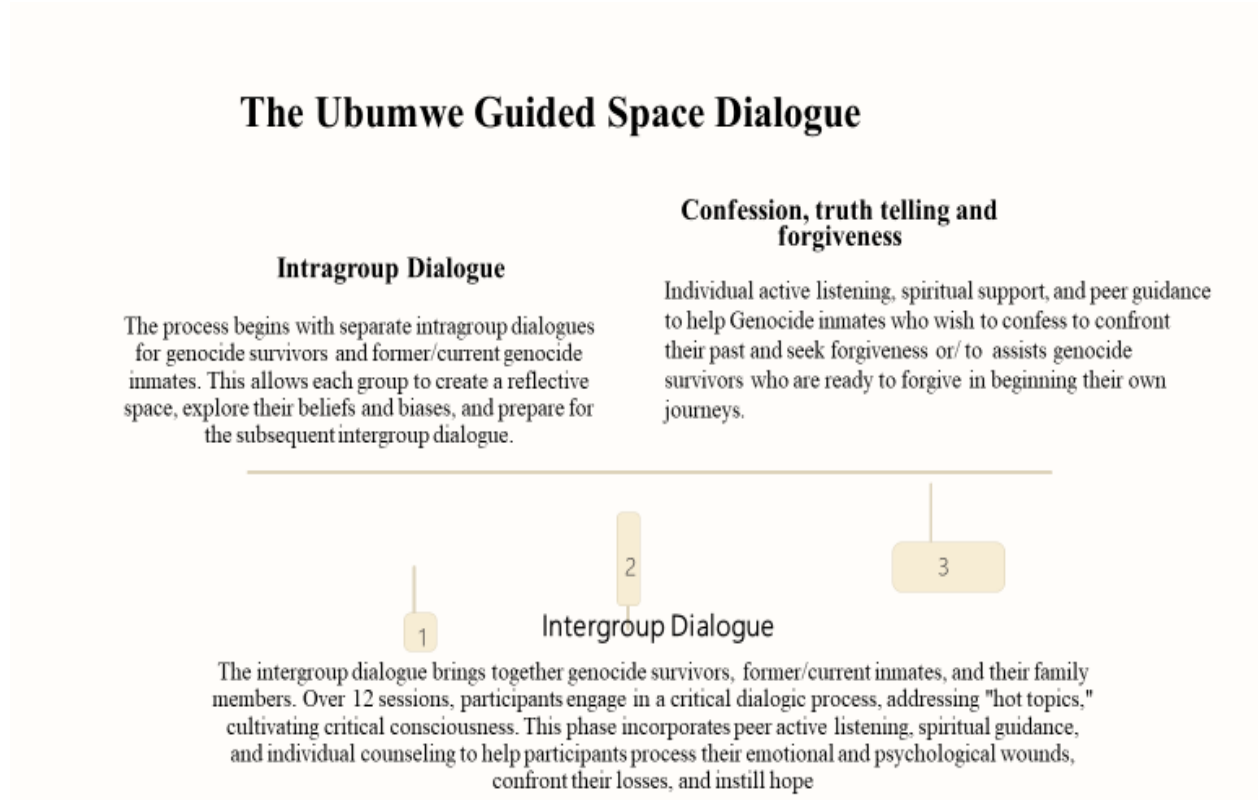 The Ubumwe Guided Space Dialogue
Intragroup Dialogue
The process begins with separate intragroup dialogues
for genocide survivors and former/current genocide
inmates. This allows each group to create a reflective
space, explore their beliefs and biases, and prepare for
the subsequent intergroup dialogue.
Confession, truth telling and
forgiveness
Individual active listening, spiritual support, and peer guidance
to help Genocide inmates who wish to confess to confront
their past and seek forgiveness or/ to assists genocide
survivors who are ready to forgive in beginning their own
journeys.
1
2
3
Intergroup Dialogue
The intergroup dialogue brings together genocide survivors, former/current inmates, and their family
members. Over 12 sessions, participants engage in a critical dialogic process, addressing "hot topics,"
cultivating critical consciousness. This phase incorporates peer active listening, spiritual guidance,
and individual counseling to help participants process their emotional and psychological wounds,
confront their losses, and instill hope